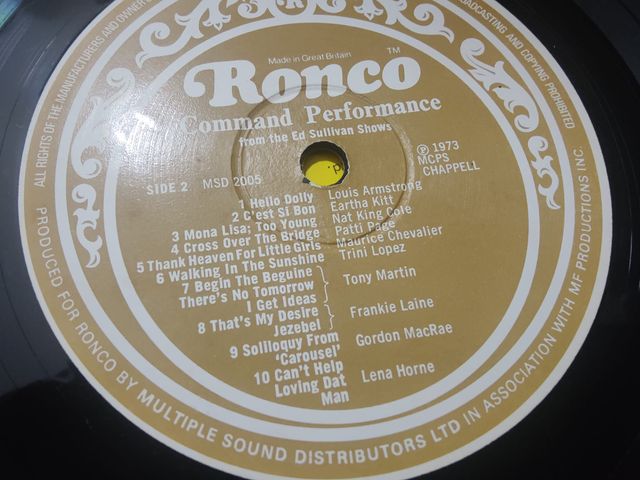 ALL RIGHTS OF THE MANUFACTURERS AND OWNER
BROADCASTING AND COPYING PROHIBITED
Made in Great Britain
Ronco TM
Command Performance
from the Ed Sullivan Shows
SIDE 2 MSD 2005
Ⓟ 1973
MCPS
CHAPPELL
1 Hello Dolly Louis Armstrong
2 C'est Si Bon Eartha Kitt
3 Mona Lisa; Too Young Nat King Cole
4 Cross Over The Bridge Patti Page
5 Thank Heaven For Little Girls Maurice Chevalier
6 Walking In The Sunshine Trini Lopez
7 Begin The Beguine
There's No Tomorrow Tony Martin
I Get Ideas
8 That's My Desire Frankie Laine
Jezebel
9 Soliloquy From Gordon MacRae
'Carousel'
10 Can't Help Lena Horne
Loving Dat
Man
PRODUCED FOR RONCO BY MULTIPLE SOUND DISTRIBUTORS LTD IN ASSOCIATION WITH MF PRODUCTIONS INC.